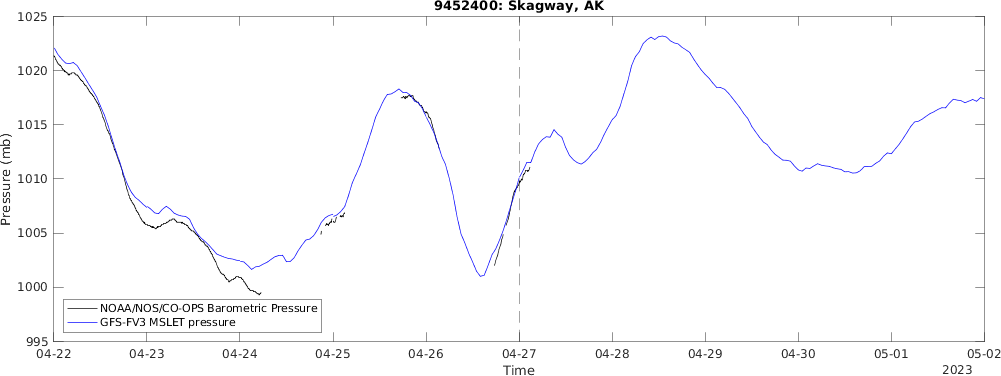 9452400: Skagway, AK
Pressure (mb)
1025
1020
1015
1010
1005
1000
995
NOAA/NOS/CO-OPS Barometric Pressure
GFS-FV3 MSLET pressure
04-22 04-23 04-24 04-25 04-26 04-27 04-28 04-29 04-30 05-01 05-02
Time
2023